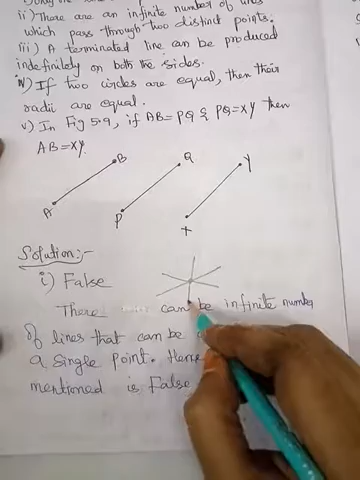 ii) There are an infinite number of lines
which pass through two distinct points.
iii) A terminated line can be produced
indefinitely on both the sides.
iv) If two circles are equal, then their
radii are equal.
v) In Fig 5.9, if AB = PQ & PQ = XY then
AB = XY.
A B P Q X Y
Solution:-
i) False
There can be infinite number
of lines that can be
a single point. Hence
mentioned is False